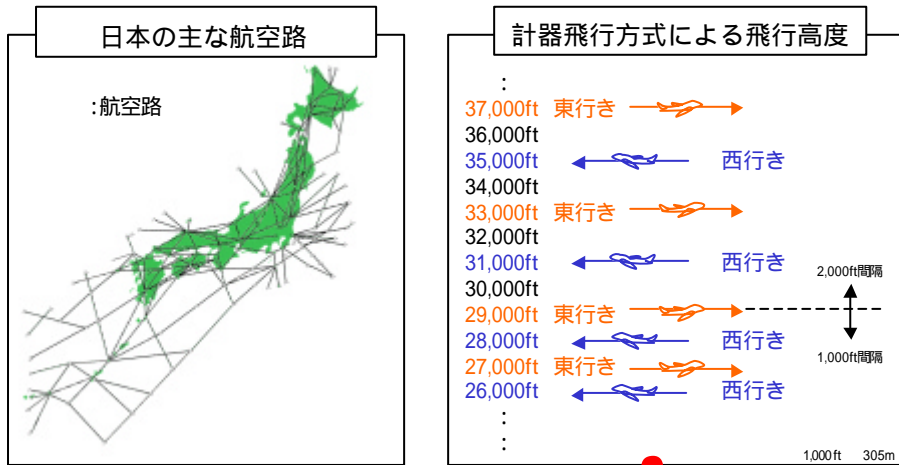 日本の主な航空路
:航空路
計器飛行方式による飛行高度
:
37,000ft 東行き
36,000ft
35,000ft 西行き
34,000ft
33,000ft 東行き
32,000ft
31,000ft 西行き
30,000ft
2,000ft間隔
29,000ft 東行き
28,000ft 西行き
1,000ft間隔
27,000ft 東行き
26,000ft 西行き
:
:
1,000ft 305m